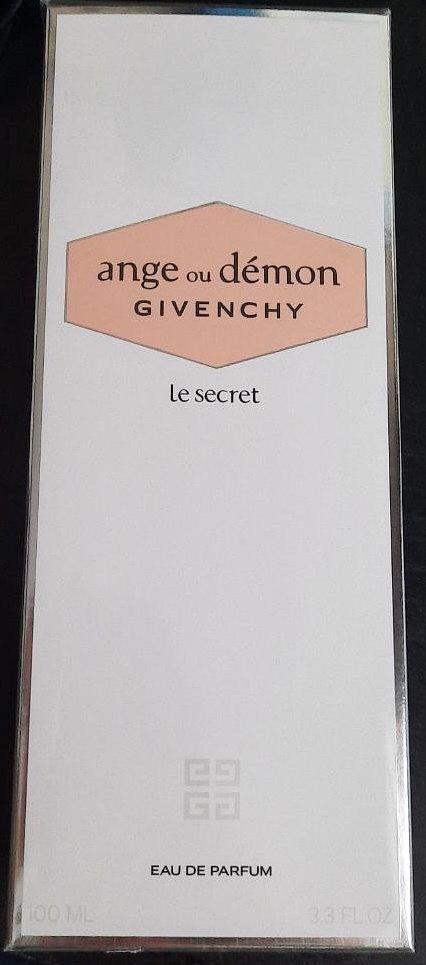 ange ou démon
GIVENCHY
le secret
EAU DE PARFUM
100 ML 3.3 FL.OZ